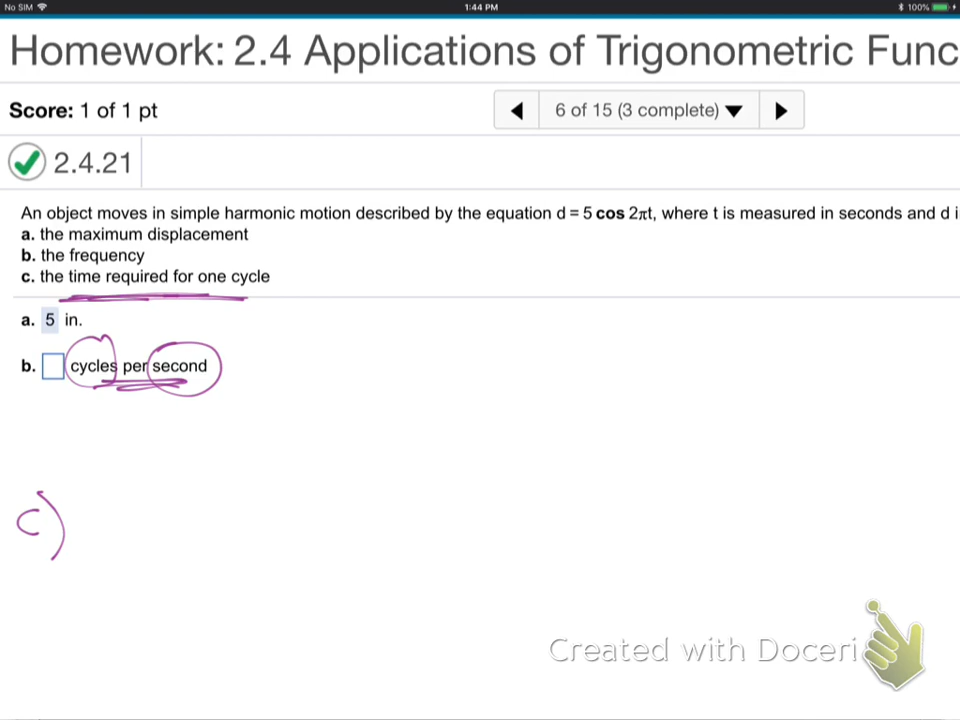 No SIM 1:44 PM 100%
Homework: 2.4 Applications of Trigonometric Func
Score: 1 of 1 pt 6 of 15 (3 complete)
2.4.21
An object moves in simple harmonic motion described by the equation d = 5 cos 2πt, where t is measured in seconds and d i
a. the maximum displacement
b. the frequency
c. the time required for one cycle
a. 5 in.
b. cycles per second
c)
Created with Doceri